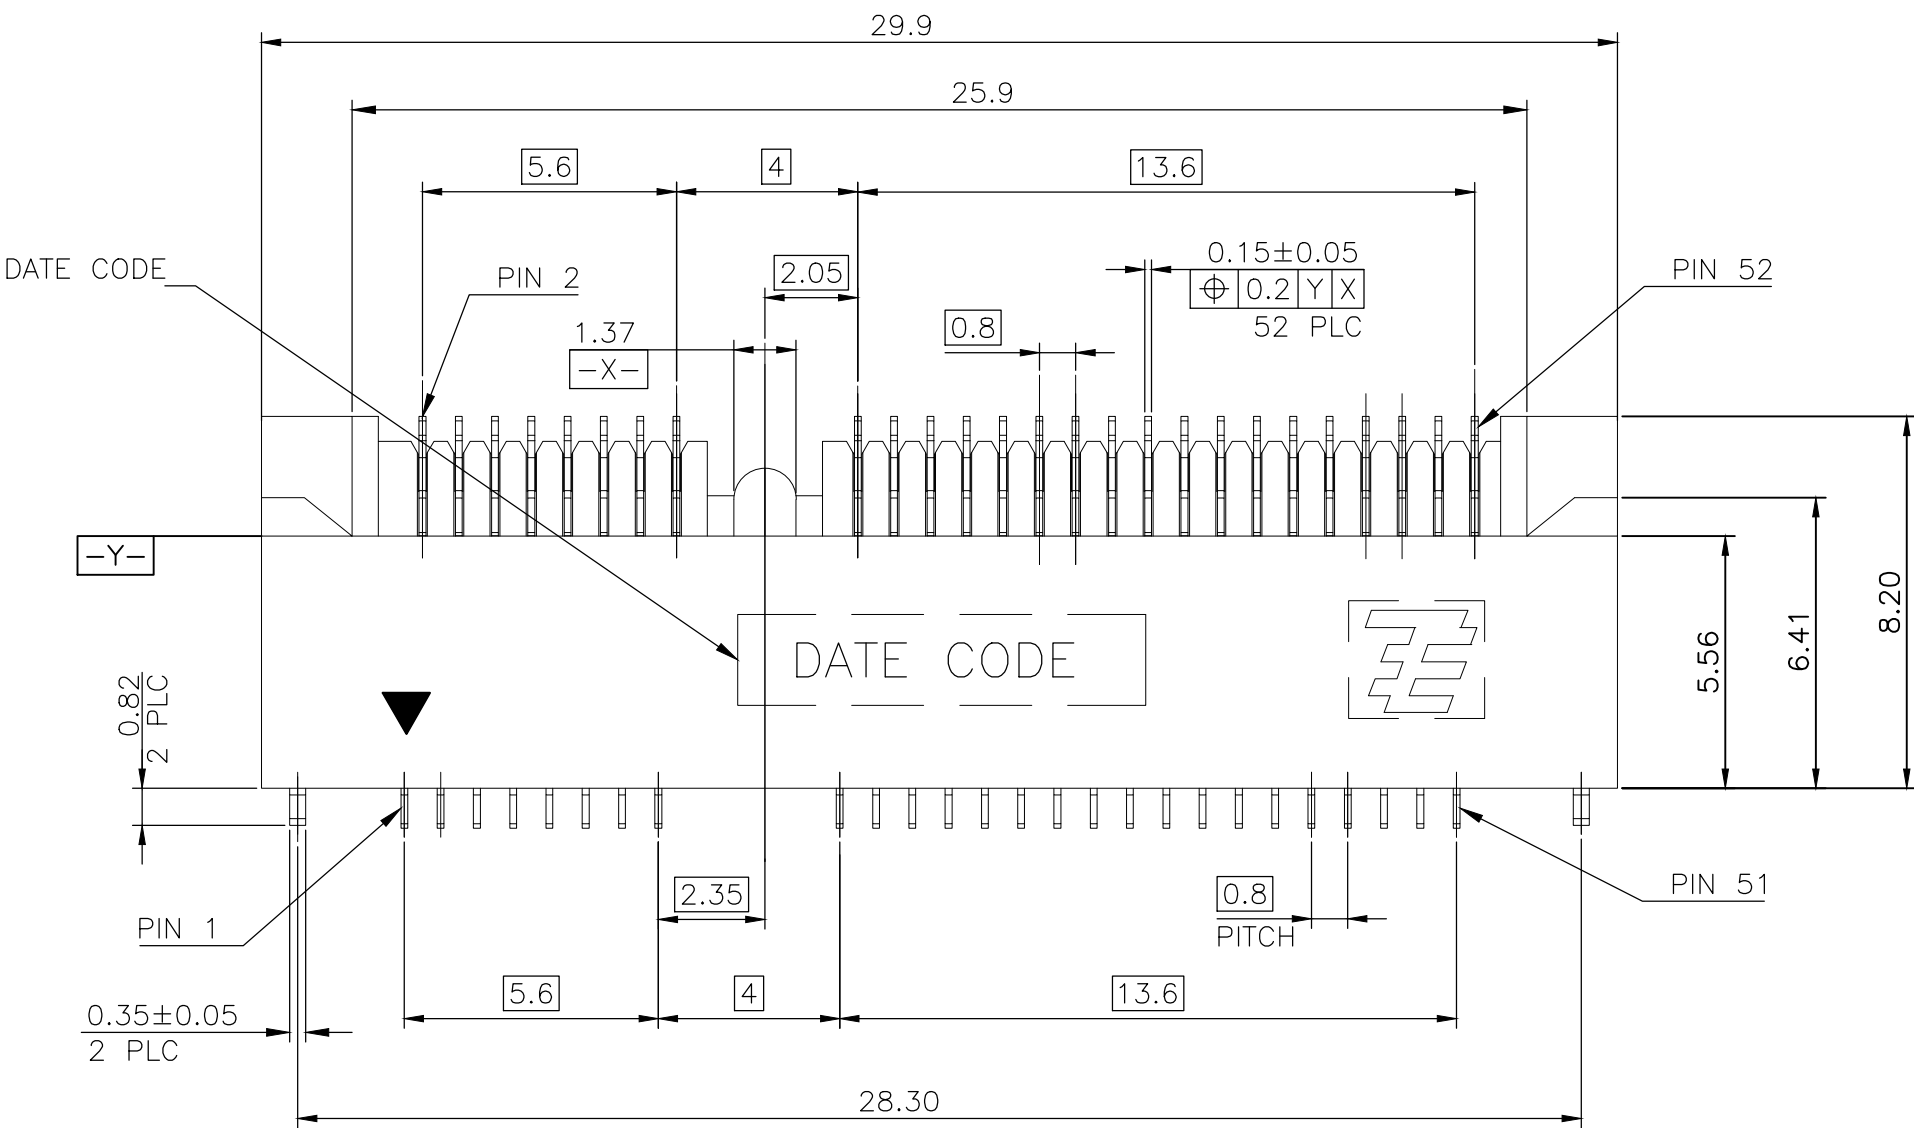 29.9
25.9
5.6
4
13.6
DATE CODE
PIN 2
2.05
0.15±0.05
⌖ 0.2 Y X
52 PLC
PIN 52
1.37
-X-
0.8
-Y-
DATE CODE
5.56
6.41
8.20
0.82
2 PLC
PIN 1
2.35
0.8
PITCH
PIN 51
0.35±0.05
2 PLC
5.6
4
13.6
28.30